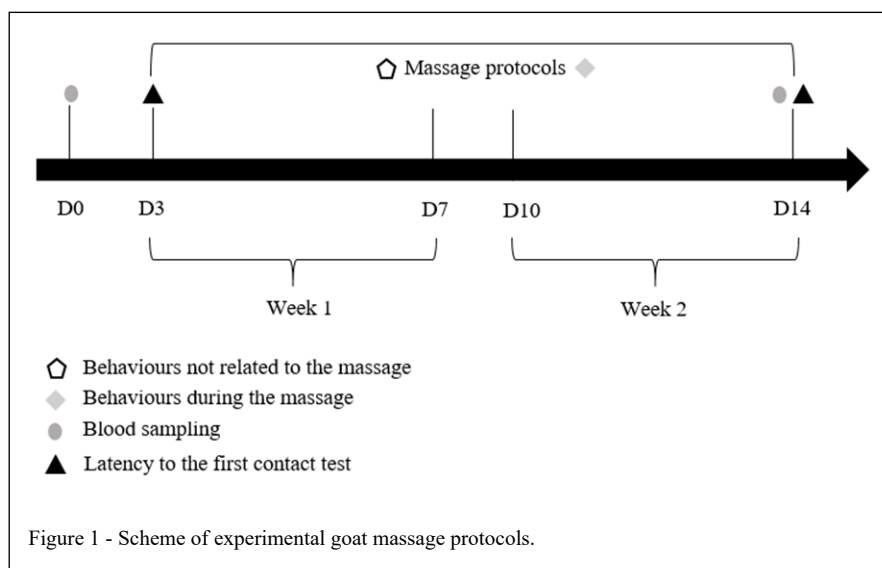 Massage protocols
D0 D3 D7 D10 D14
Week 1 Week 2
Behaviours not related to the massage
Behaviours during the massage
Blood sampling
Latency to the first contact test
Figure 1 - Scheme of experimental goat massage protocols.